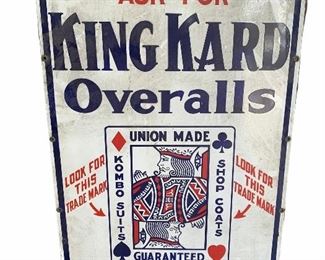 ASK FOR
KING KARD
Overalls
UNION MADE
LOOK FOR
THIS
TRADE MARK
KOMBO SUITS
SHOP COATS
LOOK FOR
THIS
TRADE MARK
GUARANTEED